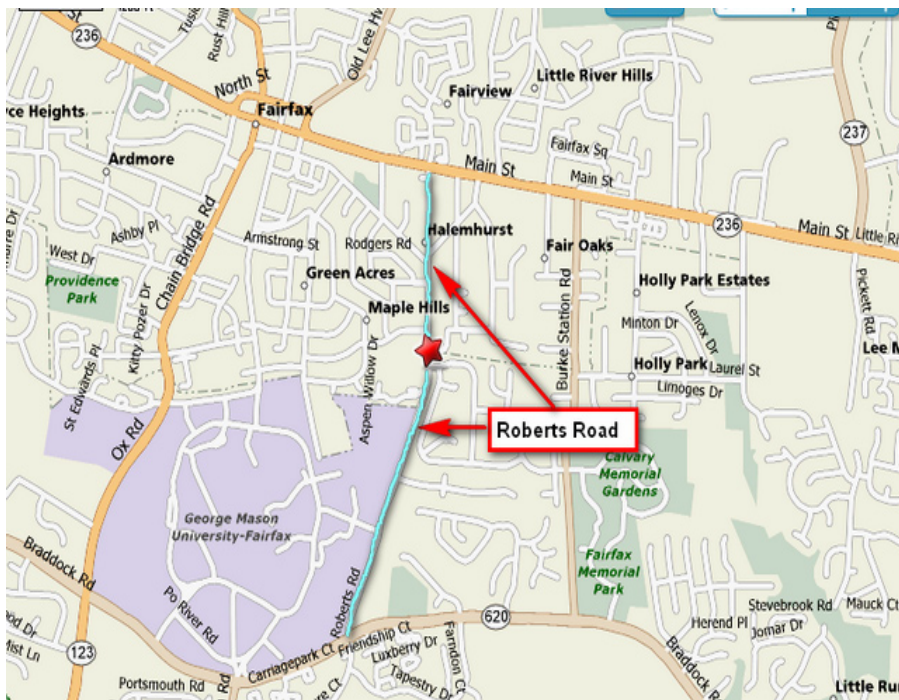 236
Rust Hill
Old Lee Hw
North St
Fairview
Little River Hills
Fairfax
237
Ardmore
Main St
Fairfax Sq
Main St
236
Main St
Chain Bridge Rd
Ashby Pl
West Dr
Armstrong St
Rodgers Rd
Halemhurst
Fair Oaks
Green Acres
Providence
Park
Holly Park Estates
Kitty Pozer Dr
Maple Hills
Minton Dr
Lenox Dr
Pickett Rd
Burke Station Rd
St Edwards Pl
Aspen Willow Dr
Holly Park
Laurel St
Limoges Dr
Ox Rd
Roberts Road
Calvary
Memorial
Gardens
George Mason
University-Fairfax
Braddock Rd
Fairfax
Memorial
Park
Po River Rd
Roberts Rd
620
Stevebrook Rd
Mauck Ct
Herend Pl
Jomar Dr
Friendship Ct
Carriagepark Ct
Luxberry Dr
Farndon Ct
Tapestry Dr
Braddock Rd
Mist Ln
123
Portsmouth Rd